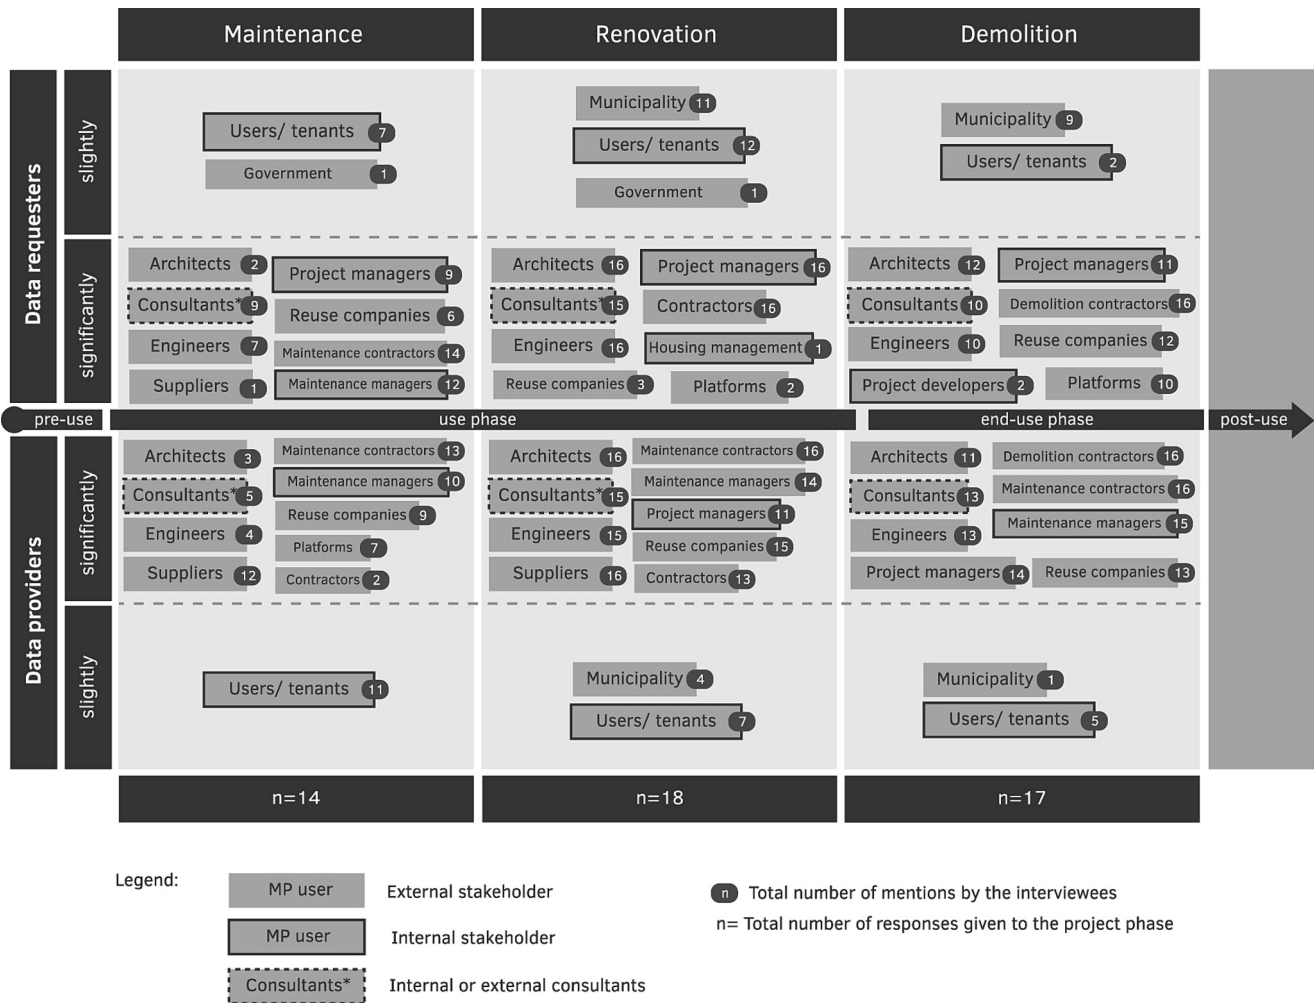 Maintenance
Renovation
Demolition
Data requesters
slightly
Users/ tenants 7
Government 1
Municipality 11
Users/ tenants 12
Government 1
Municipality 9
Users/ tenants 2
significantly
Architects 2
Project managers 9
Consultants* 9
Reuse companies 6
Engineers 7
Maintenance contractors 14
Suppliers 1
Maintenance managers 12
Architects 16
Project managers 16
Consultants* 15
Contractors 16
Engineers 16
Housing management 1
Reuse companies 3
Platforms 2
Architects 12
Project managers 11
Consultants 10
Demolition contractors 16
Engineers 10
Reuse companies 12
Project developers 2
Platforms 10
pre-use
use phase
end-use phase
post-use
Data providers
significantly
Architects 3
Maintenance contractors 13
Consultants* 5
Maintenance managers 10
Engineers 4
Reuse companies 9
Suppliers 12
Platforms 7
Contractors 2
Architects 16
Maintenance contractors 16
Consultants* 15
Maintenance managers 14
Engineers 15
Project managers 11
Suppliers 16
Reuse companies 15
Contractors 13
Architects 11
Demolition contractors 16
Consultants 13
Maintenance contractors 16
Engineers 13
Maintenance managers 15
Project managers 14
Reuse companies 13
slightly
Users/ tenants 11
Municipality 4
Users/ tenants 7
Municipality 1
Users/ tenants 5
n=14
n=18
n=17
Legend:
MP user
External stakeholder
n Total number of mentions by the interviewees
MP user
Internal stakeholder
n= Total number of responses given to the project phase
Consultants*
Internal or external consultants